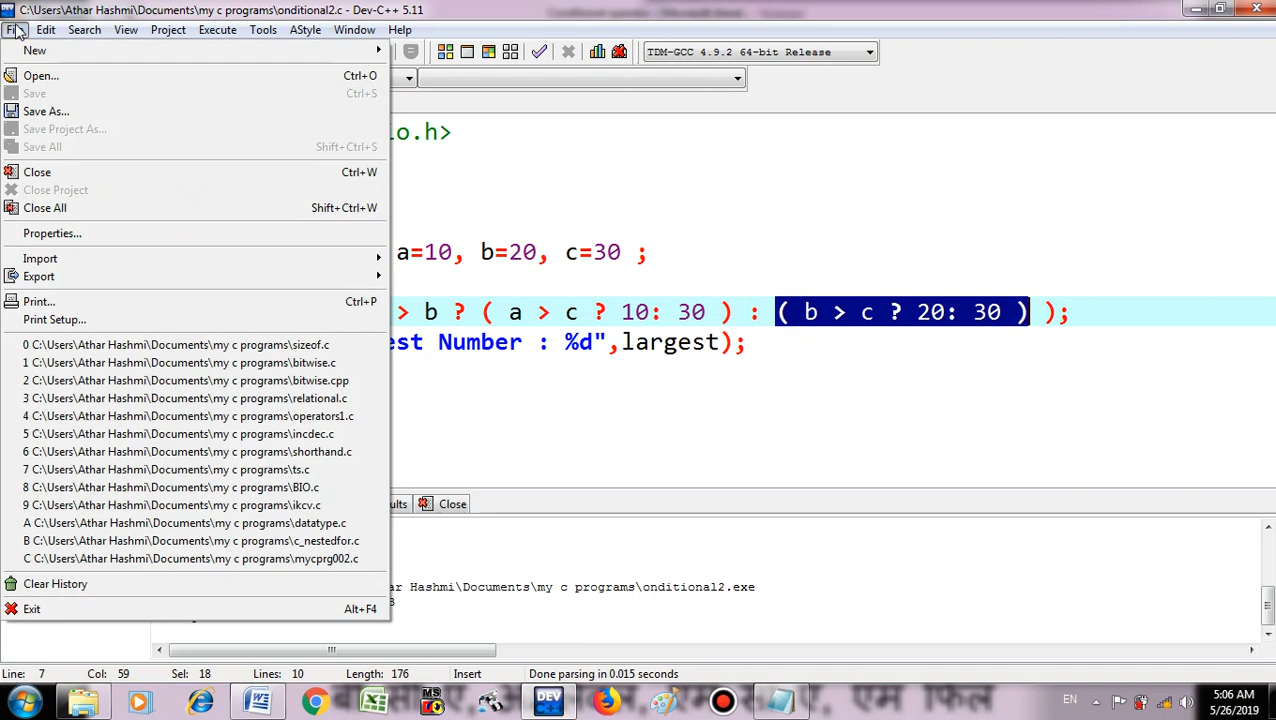 C:\Users\Athar Hashmi\Documents\my c programs\onditional2.c - Dev-C++ 5.11
Edit Search View Project Execute Tools AStyle Window Help
New
TDM-GCC 4.9.2 64-bit Release
Open... Ctrl+O
Save Ctrl+S
Save As...
Save Project As...
Save All Shift+Ctrl+S
Close Ctrl+W
Close Project
Close All Shift+Ctrl+W
Properties...
Import
Export
Print... Ctrl+P
Print Setup...
0 C:\Users\Athar Hashmi\Documents\my c programs\sizeof.c
1 C:\Users\Athar Hashmi\Documents\my c programs\bitwise.c
2 C:\Users\Athar Hashmi\Documents\my c programs\bitwise.cpp
3 C:\Users\Athar Hashmi\Documents\my c programs\relational.c
4 C:\Users\Athar Hashmi\Documents\my c programs\operators1.c
5 C:\Users\Athar Hashmi\Documents\my c programs\incdec.c
6 C:\Users\Athar Hashmi\Documents\my c programs\shorthand.c
7 C:\Users\Athar Hashmi\Documents\my c programs\ts.c
8 C:\Users\Athar Hashmi\Documents\my c programs\BIO.c
9 C:\Users\Athar Hashmi\Documents\my c programs\ikcv.c
A C:\Users\Athar Hashmi\Documents\my c programs\datatype.c
B C:\Users\Athar Hashmi\Documents\my c programs\c_nestedfor.c
C C:\Users\Athar Hashmi\Documents\my c programs\mycprg002.c
Clear History
Exit Alt+F4
io.h>
a=10, b=20, c=30 ;
> b ? ( a > c ? 10: 30 ) : ( b > c ? 20: 30 ) );
est Number : %d",largest);
ults Close
ar Hashmi\Documents\my c programs\onditional2.exe
Line: 7 Col: 59 Sel: 18 Lines: 10 Length: 176 Insert Done parsing in 0.015 seconds
DEV
EN
5:06 AM
5/26/2019